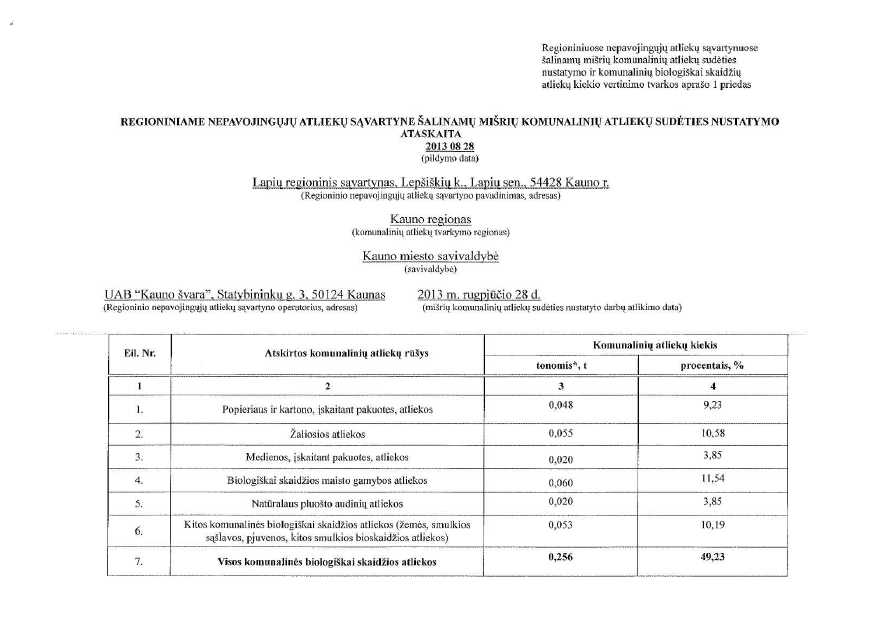 Regioniniuose nepavojingųjų atliekų sąvartynuose
šalinamų mišrių komunalinių atliekų sudėties
nustatymo ir komunalinių biologiškai skaidžių
atliekų kiekio vertinimo tvarkos aprašo 1 priedas
REGIONINIAME NEPAVOJINGŲJŲ ATLIEKŲ SĄVARTYNE ŠALINAMŲ MIŠRIŲ KOMUNALINIŲ ATLIEKŲ SUDĖTIES NUSTATYMO
ATASKAITA
2013 08 28
(pildymo data)
Lapių regioninis sąvartynas, Lepšiškių k., Lapių sen., 54428 Kauno r.
(Regioninio nepavojingųjų atliekų sąvartyno pavadinimas, adresas)
Kauno regionas
(komunalinių atliekų tvarkymo regionas)
Kauno miesto savivaldybė
(savivaldybė)
UAB “Kauno švara”, Statybininkų g. 3, 50124 Kaunas 2013 m. rugpjūčio 28 d.
(Regioninio nepavojingųjų atliekų sąvartyno operatorius, adresas) (mišrių komunalinių atliekų sudėties nustatyto darbų atlikimo data)
Eil. Nr. Atskirtos komunalinių atliekų rūšys Komunalinių atliekų kiekis
tonomis*, t procentais, %
1 2 3 4
1. Popieriaus ir kartono, įskaitant pakuotes, atliekos 0,048 9,23
2. Žaliosios atliekos 0,055 10,58
3. Medienos, įskaitant pakuotes, atliekos 0,020 3,85
4. Biologiškai skaidžios maisto gamybos atliekos 0,060 11,54
5. Natūralaus pluošto audinių atliekos 0,020 3,85
6. Kitos komunalinės biologiškai skaidžios atliekos (žemės, smulkios
sąšlavos, pjuvenos, kitos smulkios bioskaidžios atliekos) 0,053 10,19
7. Visos komunalinės biologiškai skaidžios atliekos 0,256 49,23